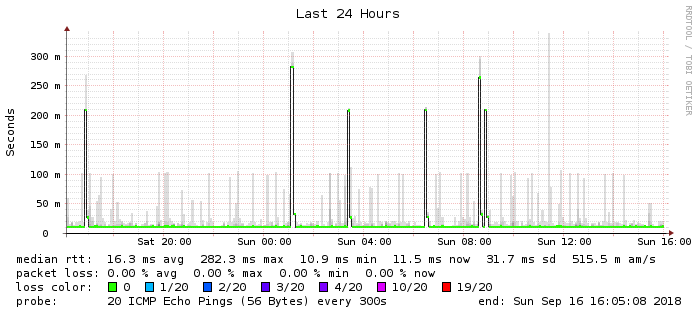 Last 24 Hours
RRDTOOL / TOBI OETIKER
Seconds
300 m
250 m
200 m
150 m
100 m
50 m
0
Sat 20:00 Sun 00:00 Sun 04:00 Sun 08:00 Sun 12:00 Sun 16:00
median rtt: 16.3 ms avg 282.3 ms max 10.9 ms min 11.5 ms now 31.7 ms sd 515.5 m am/s
packet loss: 0.00 % avg 0.00 % max 0.00 % min 0.00 % now
loss color: 0 1/20 2/20 3/20 4/20 10/20 19/20
probe: 20 ICMP Echo Pings (56 Bytes) every 300s end: Sun Sep 16 16:05:08 2018